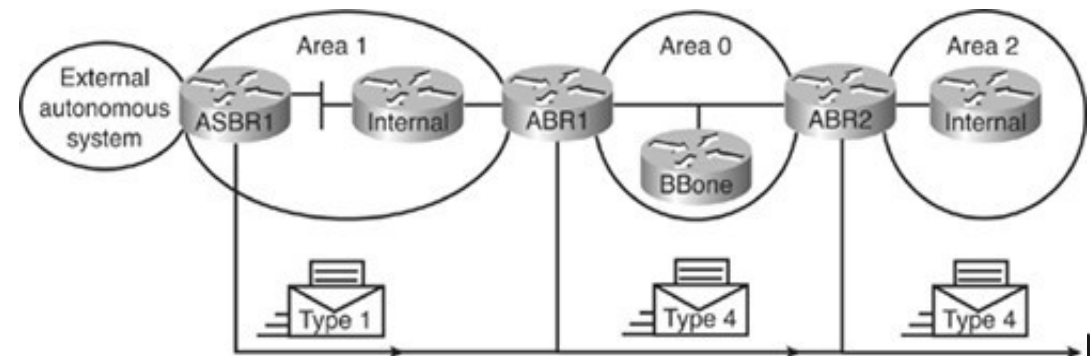 Area 1
Area 0
Area 2
External
autonomous
system
ASBR1
Internal
ABR1
BBone
ABR2
Internal
Type 1
Type 4
Type 4